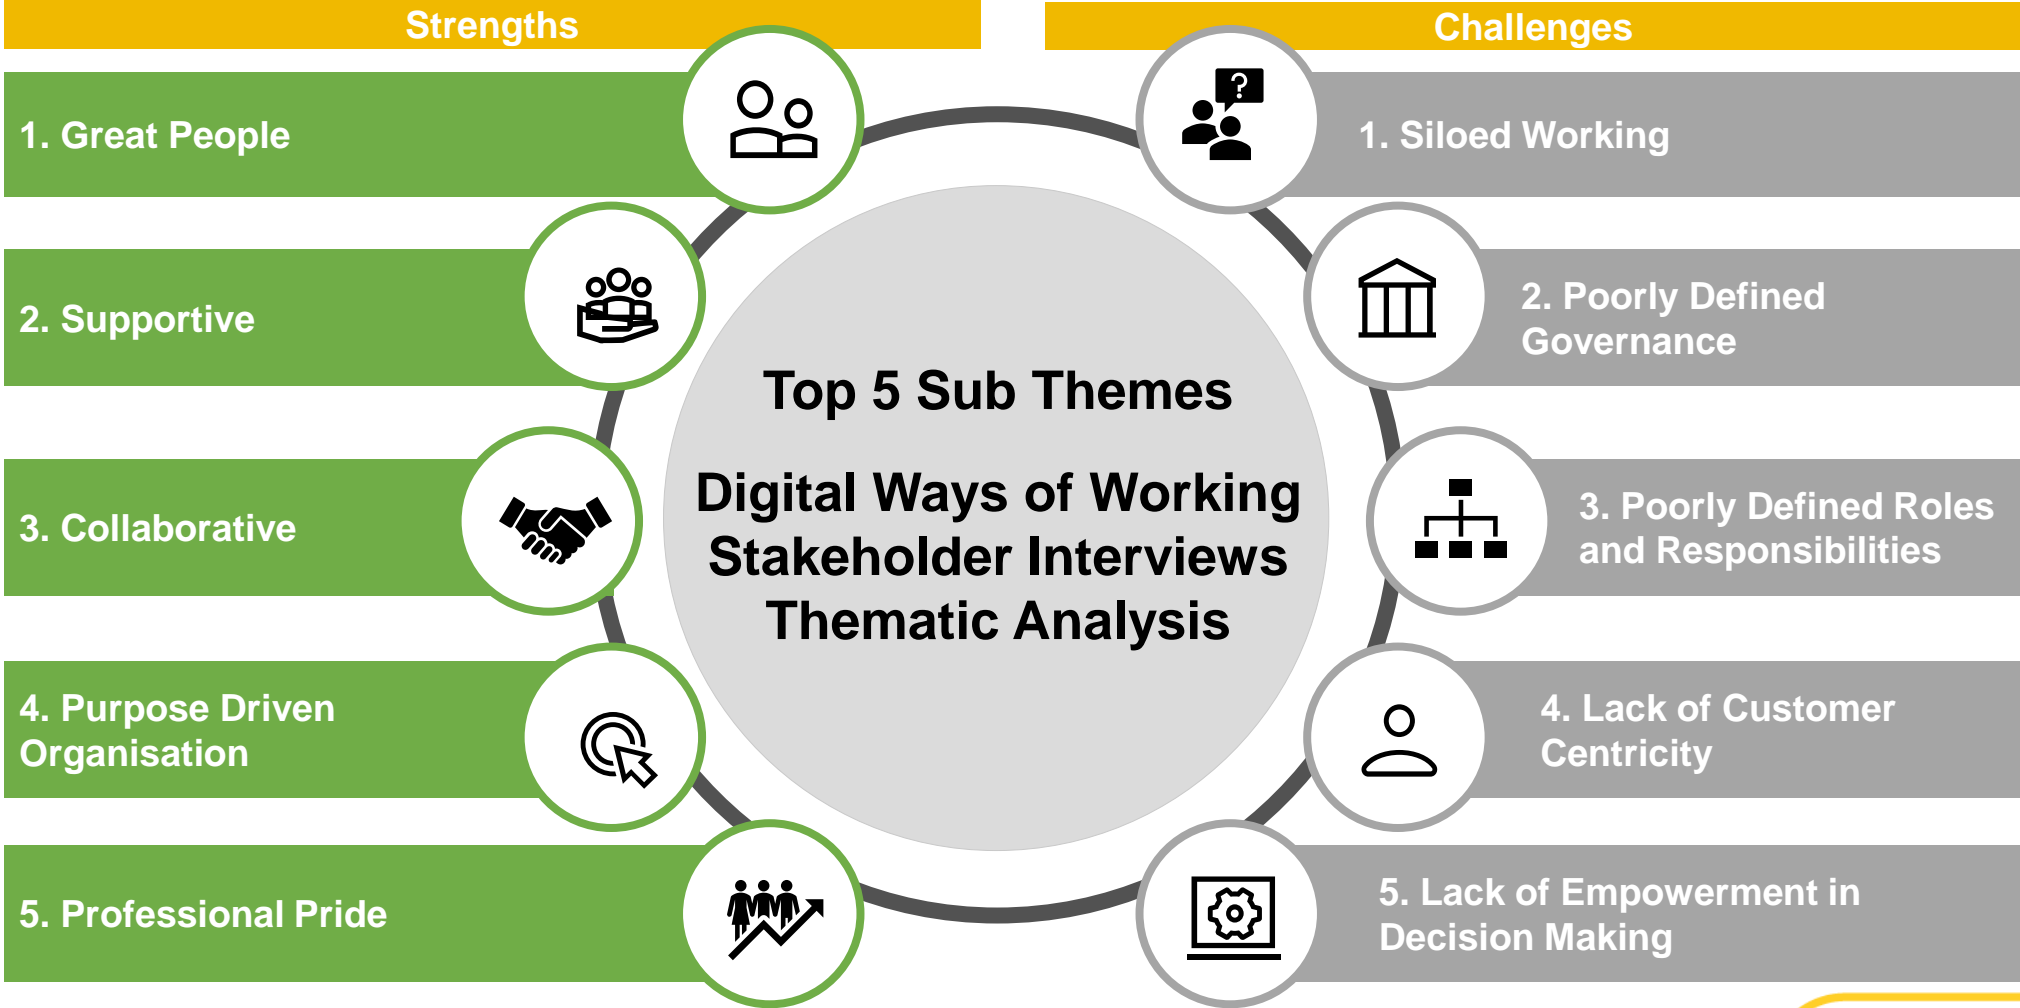 Strengths
1. Great People
2. Supportive
3. Collaborative
4. Purpose Driven
Organisation
5. Professional Pride
Top 5 Sub Themes
Digital Ways of Working
Stakeholder Interviews
Thematic Analysis
Challenges
?
1. Siloed Working
2. Poorly Defined
Governance
3. Poorly Defined Roles
and Responsibilities
4. Lack of Customer
Centricity
5. Lack of Empowerment in
Decision Making